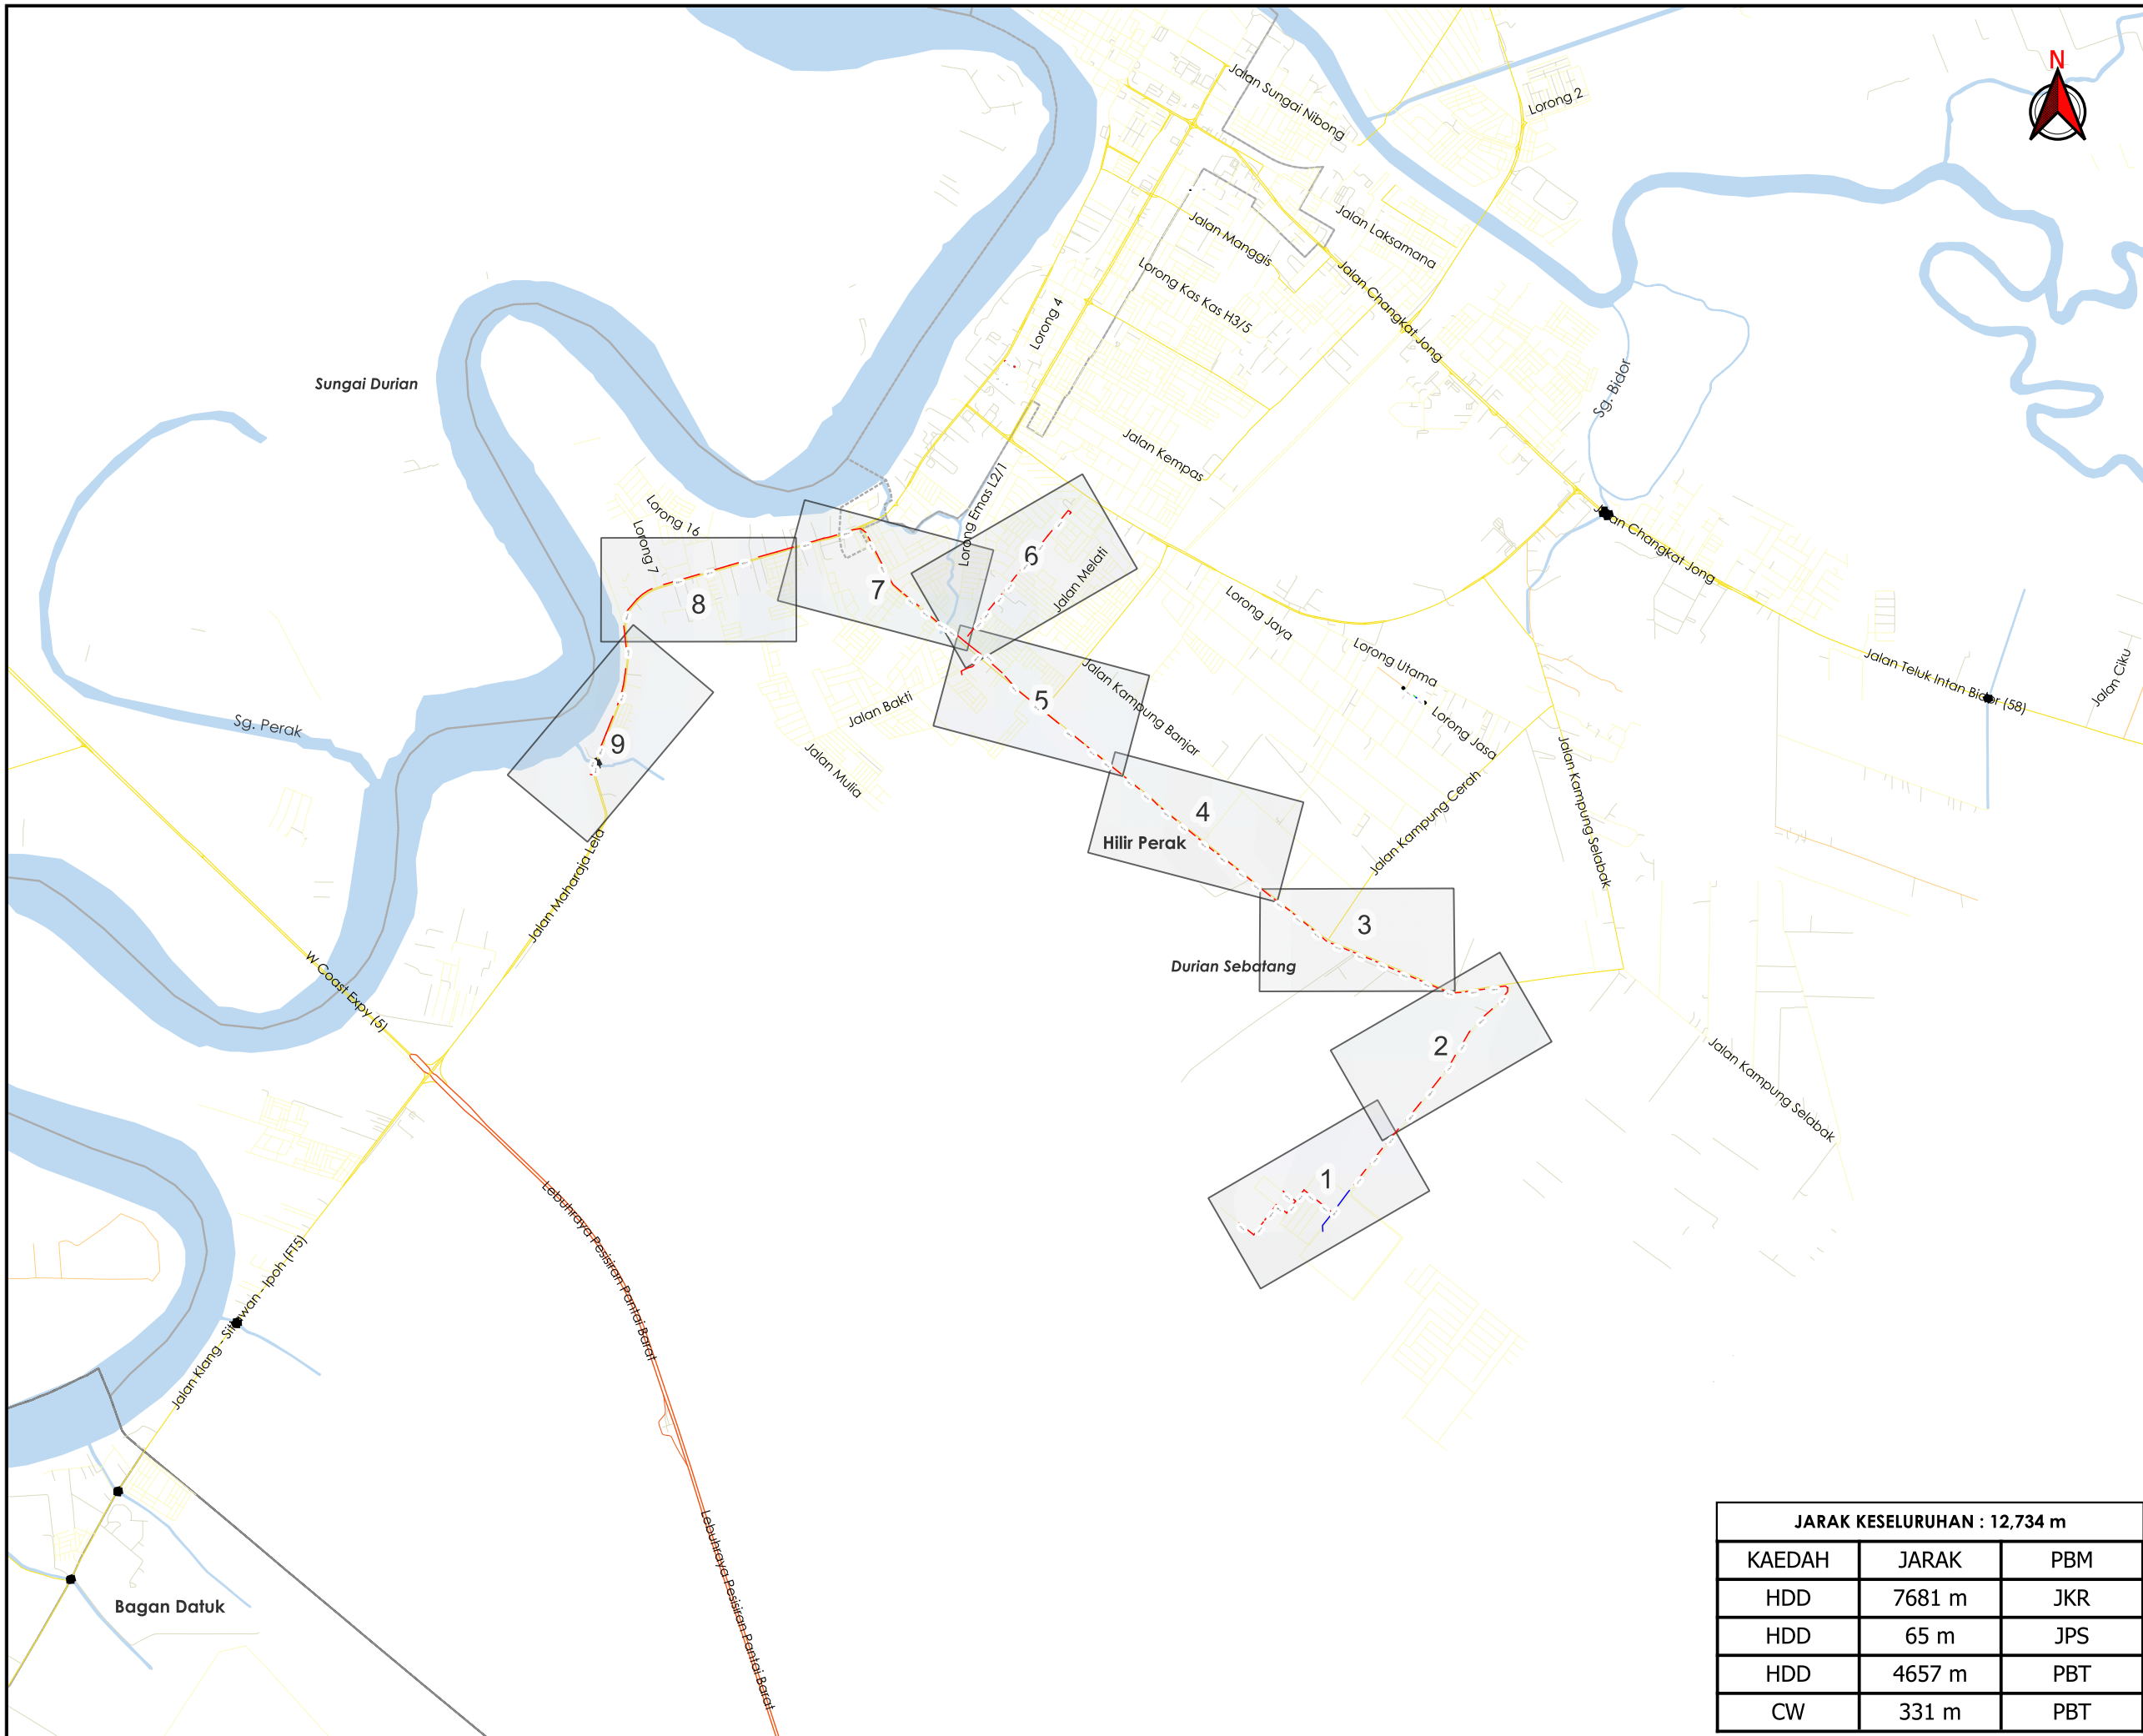 N
Jalan Sungai Nibong
Lorong 2
Jalan Laksamana
Jalan Manggis
Lorong Kas Kas H3/5
Jalan Changkat Jong
Lorong 4
Sg. Bidor
Sungai Durian
Jalan Kempas
Lorong Emas L2/1
Lorong 16
Lorong 7
Jalan Changkat Jong
6
7
8
Jalan Melati
Lorong Jaya
Lorong Utama
Jalan Teluk Intan Bidor (58)
Jalan Ciku
Jalan Kampung Banjar
5
Jalan Bakti
Lorong Jasa
Sg. Perak
9
Jalan Mulia
Jalan Kampung Cerah
Jalan Kampung Selabak
4
Hilir Perak
Jalan Maharaja Lela
3
Durian Sebatang
W Coast Expy (5)
2
Jalan Kampung Selabak
1
Lebuhraya Pesisiran Pantai Barat
Jalan Klang - Sitiawan - Ipoh (FT5)
Lebuhraya Pesisiran Pantai Barat
Bagan Datuk
JARAK KESELURUHAN : 12,734 m
KAEDAH JARAK PBM
HDD 7681 m JKR
HDD 65 m JPS
HDD 4657 m PBT
CW 331 m PBT